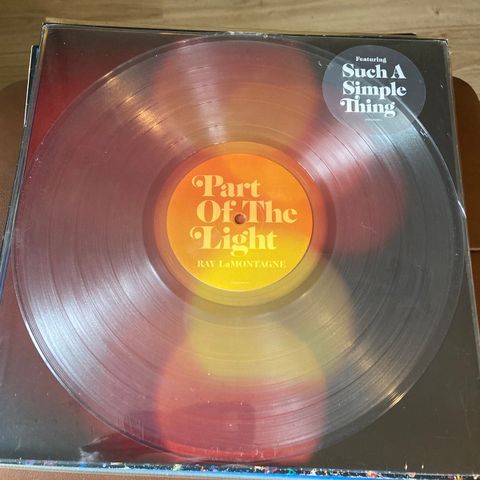 Featuring
Such A
Simple
Thing
Part
Of The
Light
RAY LaMONTAGNE